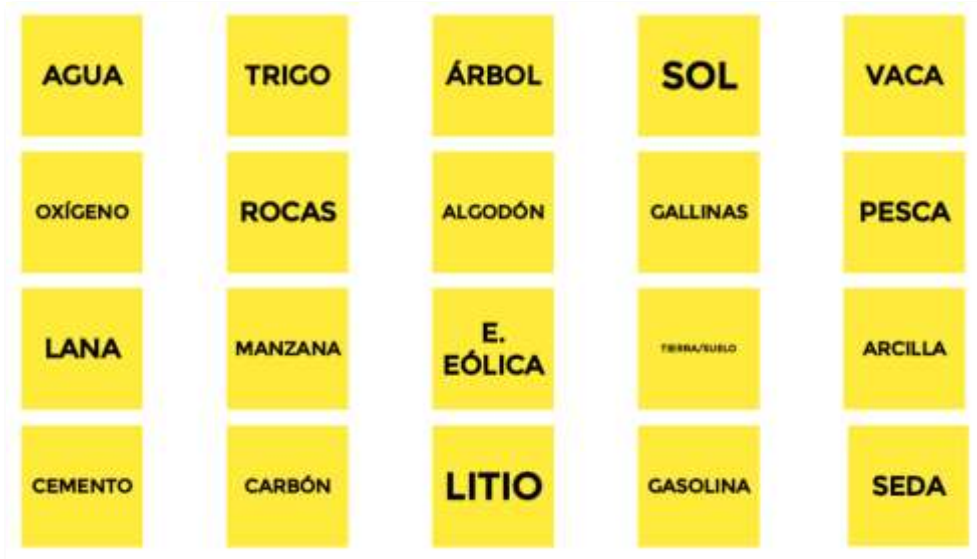 AGUA
TRIGO
ÁRBOL
SOL
VACA
OXÍGENO
ROCAS
ALGODÓN
GALLINAS
PESCA
LANA
MANZANA
E.
EÓLICA
TIERRA/SUELO
ARCILLA
CEMENTO
CARBÓN
LITIO
GASOLINA
SEDA